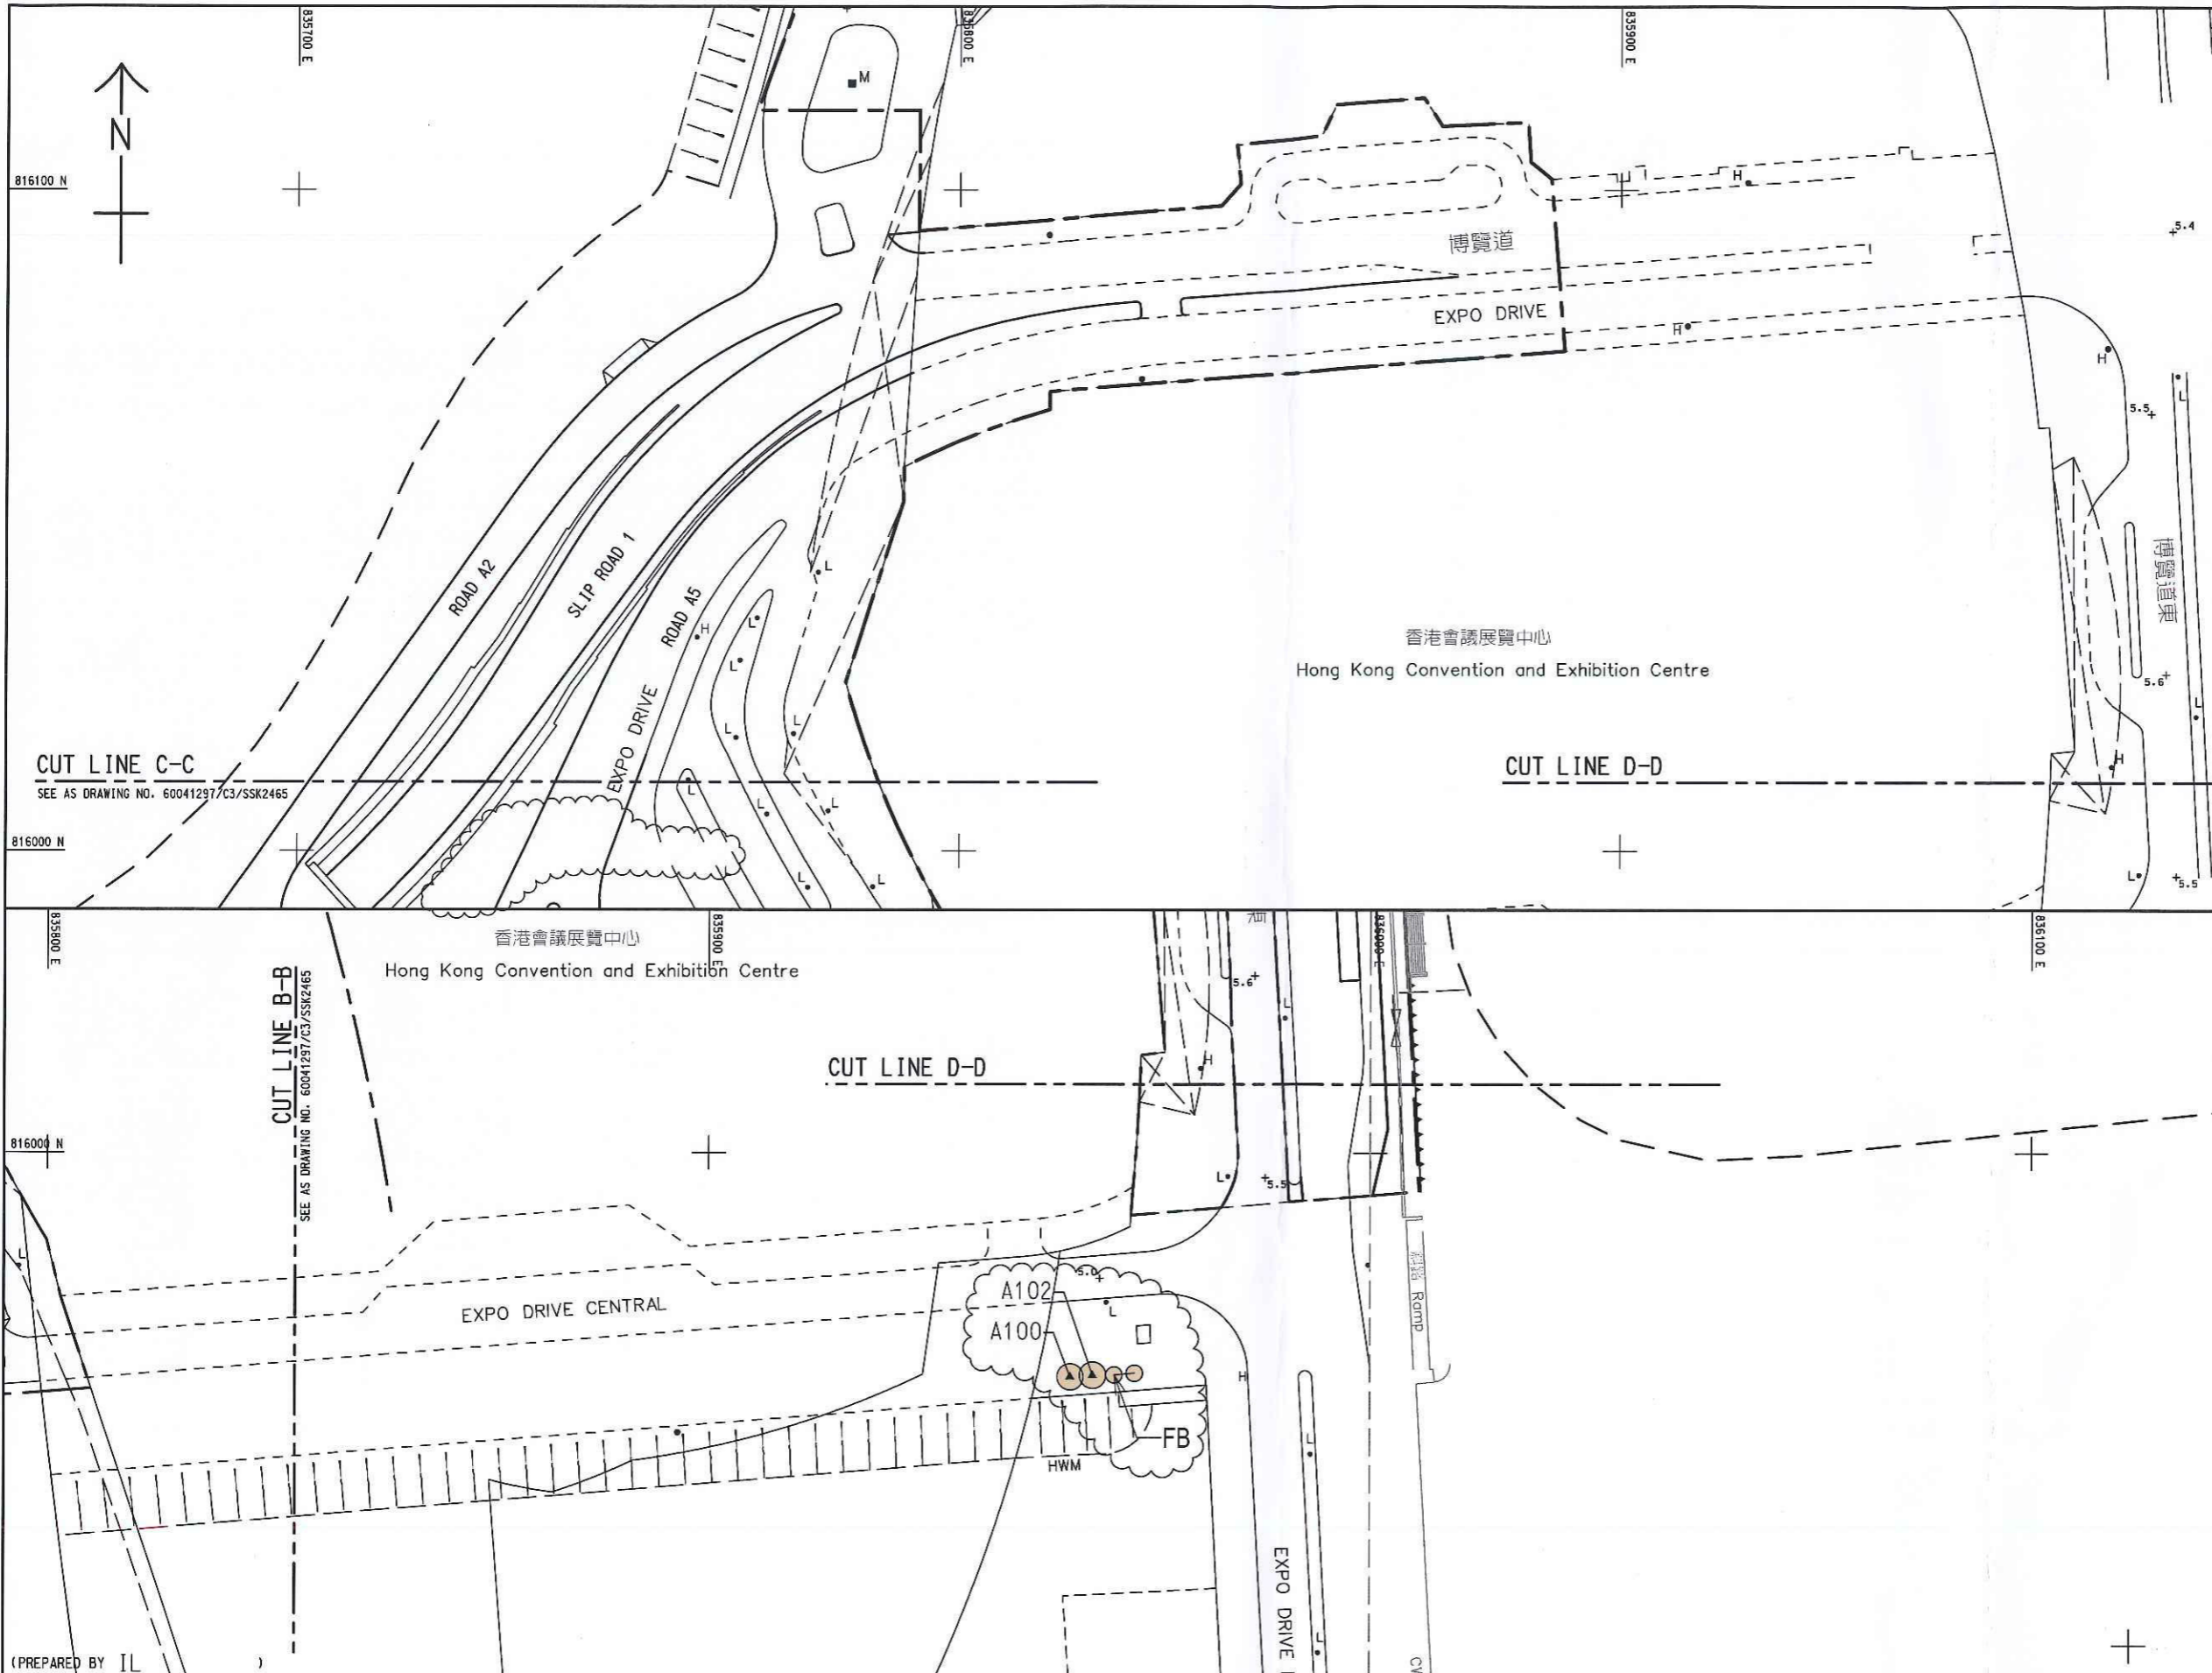 835700 E
835800 E
835900 E
M
N
816100 N
H
5.4
博覽道
EXPO DRIVE
H
H
L
5.5
ROAD A2
SLIP ROAD 1
ROAD A5
H
L
L
L
博覽道東
香港會議展覽中心
Hong Kong Convention and Exhibition Centre
5.6
EXPO DRIVE
L
L
L
CUT LINE C-C
SEE AS DRAWING NO. 60041297/C3/SSK2465
CUT LINE D-D
H
L
L
L
816000 N
L
L
L
5.5
835800 E
835900 E
836000 E
836100 E
香港會議展覽中心
Hong Kong Convention and Exhibition Centre
CUT LINE B-B
SEE AS DRAWING NO. 60041297/C3/SSK2465
5.6
L
CUT LINE D-D
H
816000 N
L
5.5
L
斜路 Ramp
EXPO DRIVE CENTRAL
5.0
A102
L
A100
H
FB
L
HWM
EXPO DRIVE
L
(PREPARED BY IL )